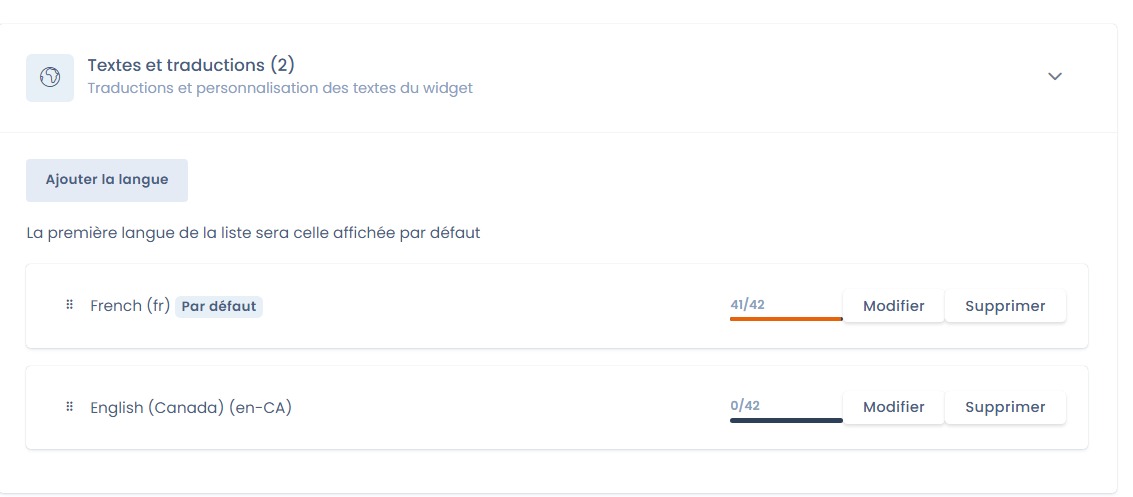 Textes et traductions (2)
Traductions et personnalisation des textes du widget
Ajouter la langue
La première langue de la liste sera celle affichée par défaut
French (fr) Par défaut 41/42 Modifier Supprimer
English (Canada) (en-CA) 0/42 Modifier Supprimer